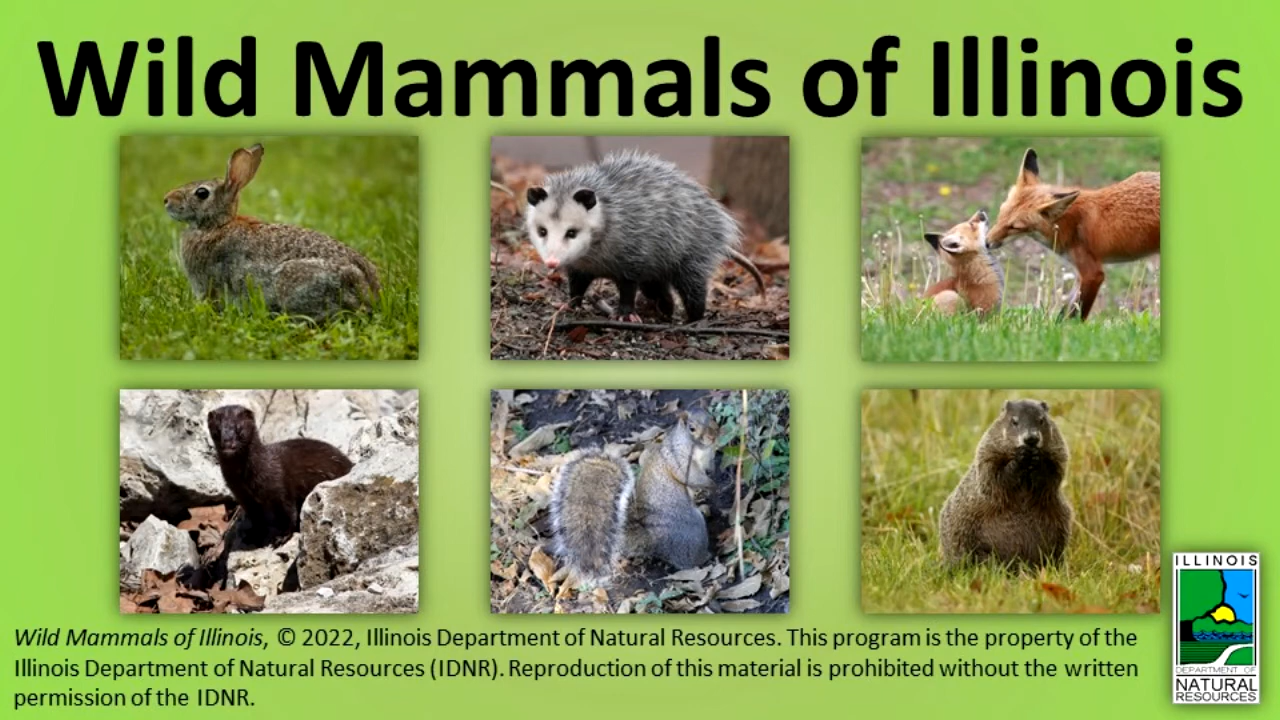 Wild Mammals of Illinois
Wild Mammals of Illinois, © 2022, Illinois Department of Natural Resources. This program is the property of the
Illinois Department of Natural Resources (IDNR). Reproduction of this material is prohibited without the written
permission of the IDNR.
ILLINOIS
DEPARTMENT OF
NATURAL
RESOURCES